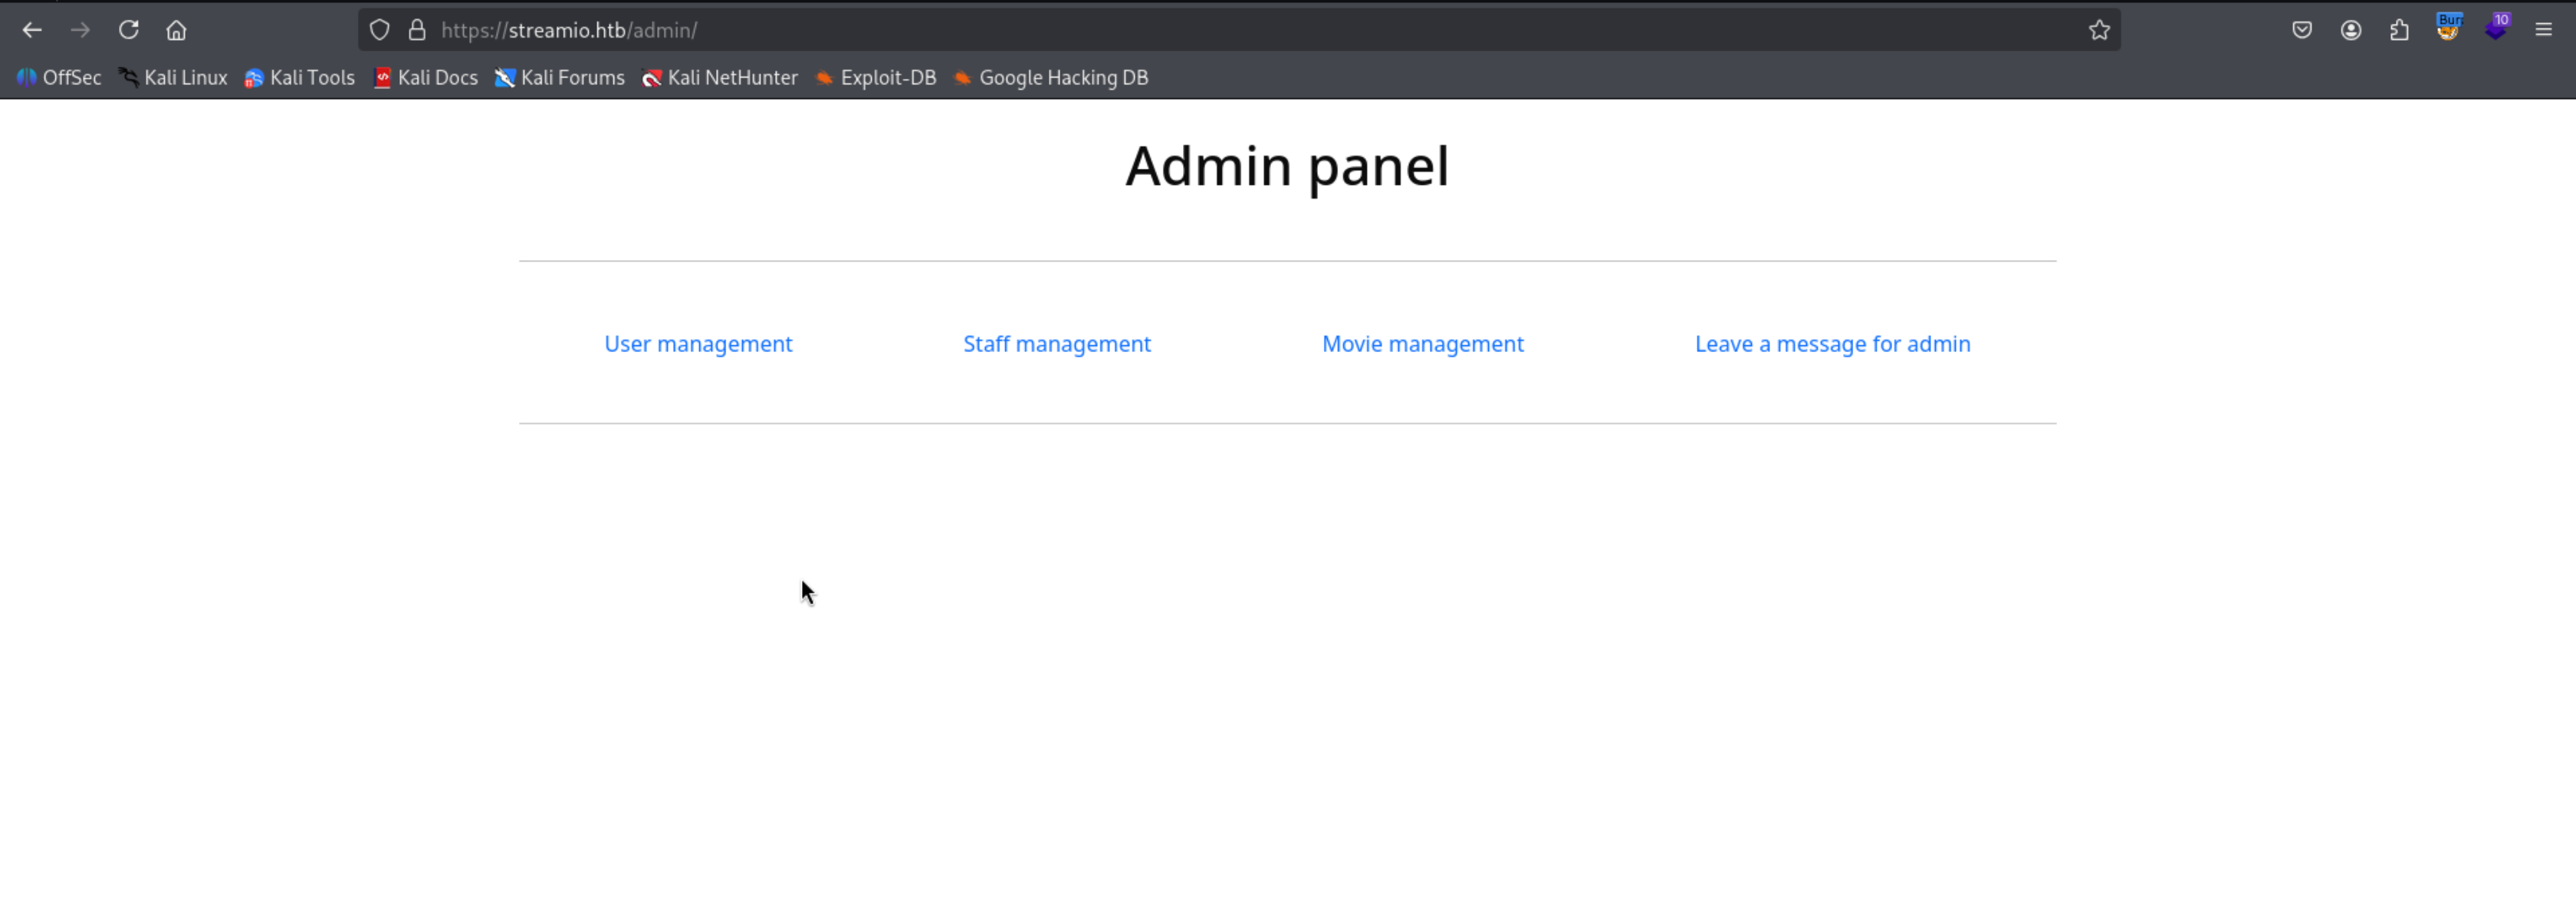 https://streamio.htb/admin/
Bur 10
OffSec Kali Linux Kali Tools Kali Docs Kali Forums Kali NetHunter Exploit-DB Google Hacking DB
Admin panel
User management Staff management Movie management Leave a message for admin